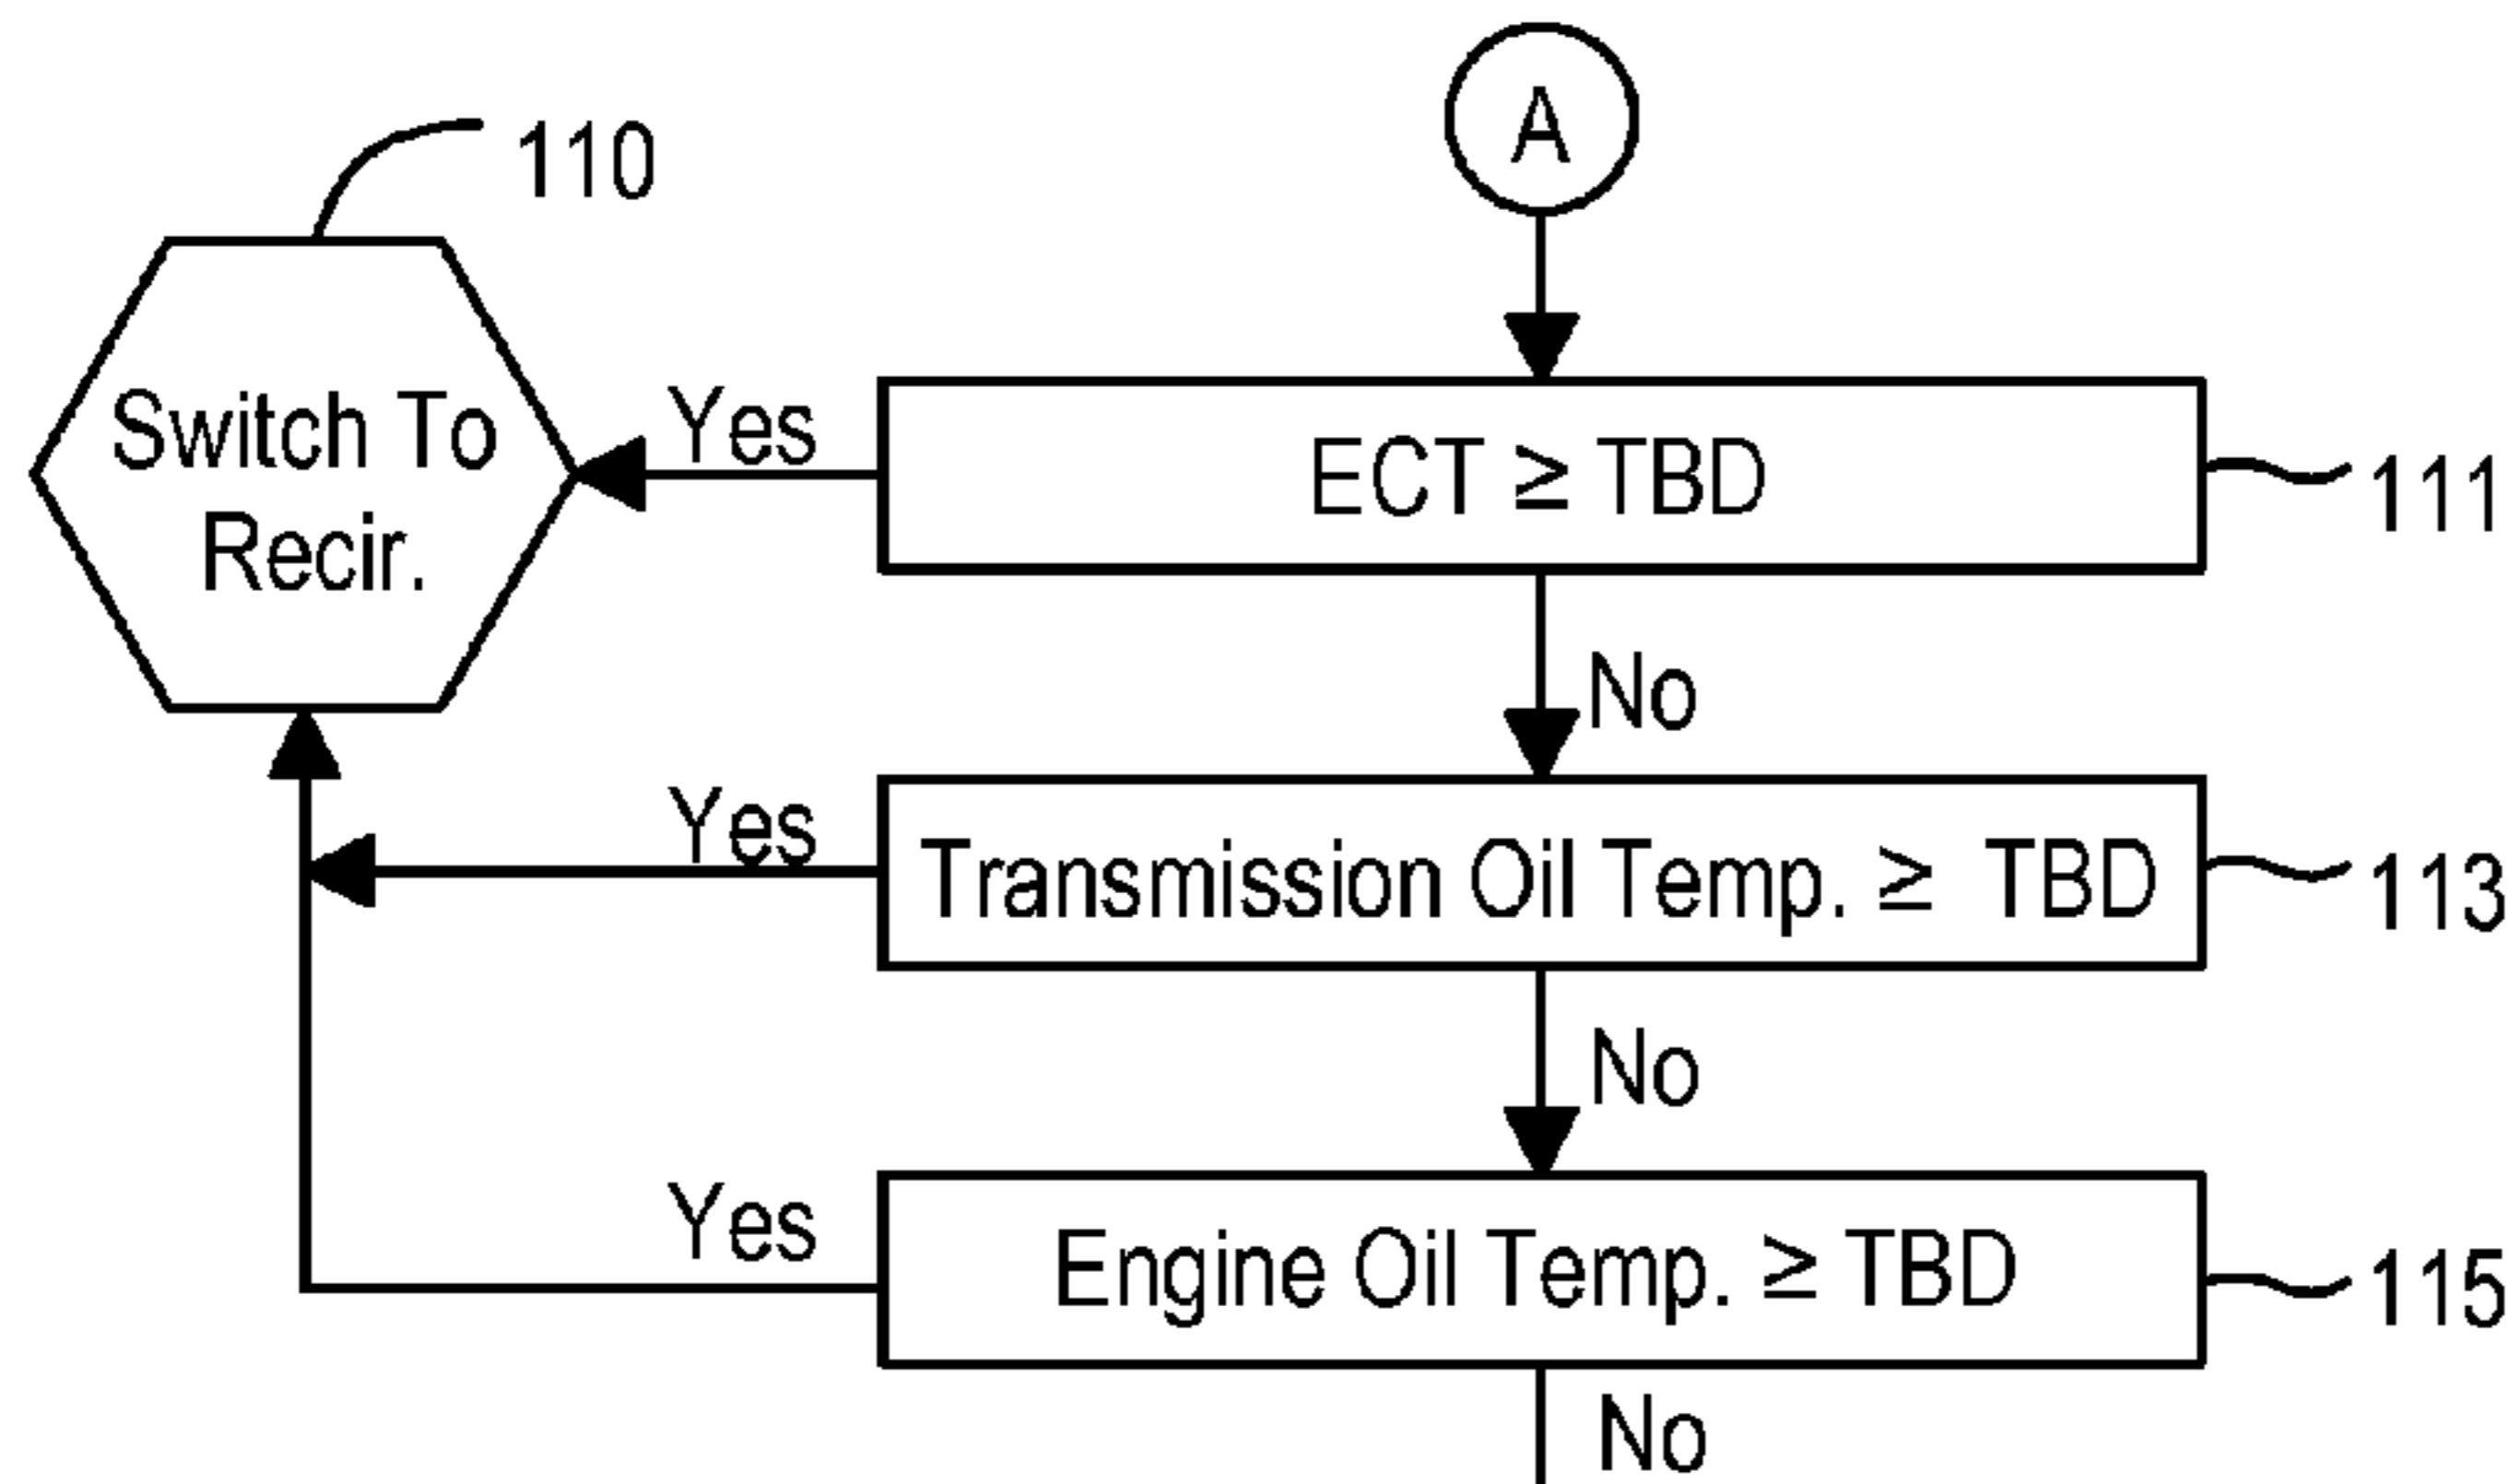 A
110
Switch To
Recir.
Yes
ECT ≥ TBD
111
No
Yes
Transmission Oil Temp. ≥ TBD
113
No
Yes
Engine Oil Temp. ≥ TBD
115
No